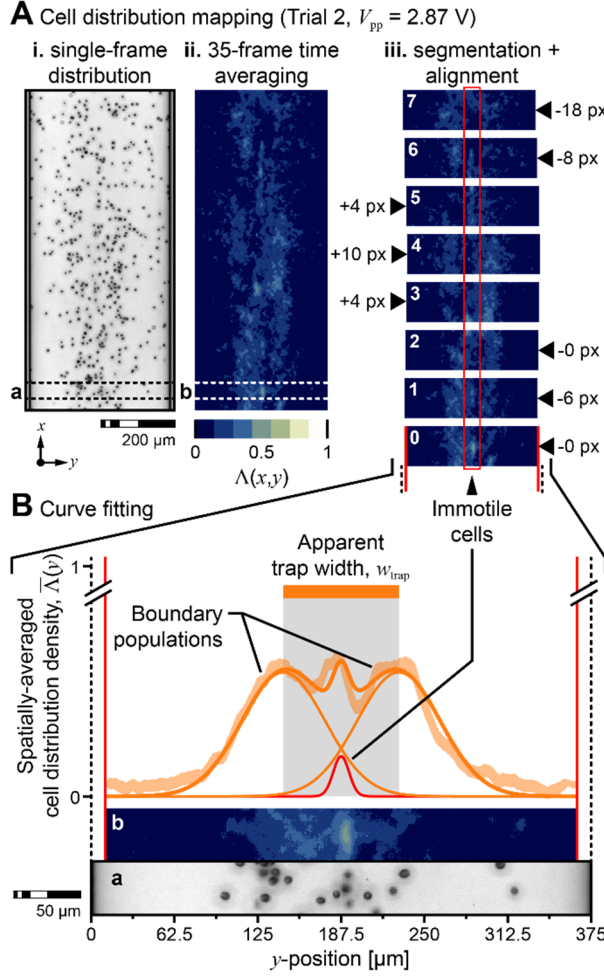 A Cell distribution mapping (Trial 2, Vpp = 2.87 V)
i. single-frame distribution
ii. 35-frame time averaging
iii. segmentation + alignment
7
-18 px
6
-8 px
+4 px
5
+10 px
4
+4 px
3
2
-0 px
1
-6 px
0
-0 px
a
b
x
y
200 µm
0
0.5
1
Λ(x,y)
Immotile cells
B Curve fitting
Apparent trap width, wtrap
Boundary populations
Spatially-averaged cell distribution density, Λ̅(y)
1
0
b
a
50 µm
0
62.5
125
187.5
250
312.5
375
y-position [µm]